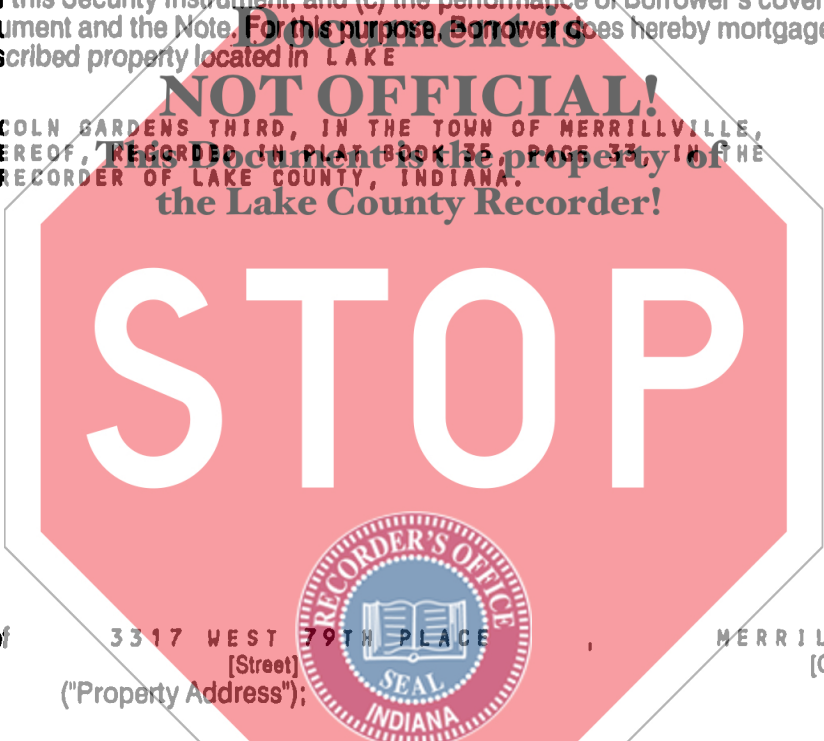 this Security Instrument, and (c) the performance of Borrower's cove
ument and the Note. For this purpose, Borrower does hereby mortgage
scribed property located in LAKE
Document is
NOT OFFICIAL!
COLN GARDENS THIRD, IN THE TOWN OF MERRILLVILLE,
EREOF, RECORDED IN PLAT BOOK 35, PAGE 33, IN THE
This Document is the property of
RECORDER OF LAKE COUNTY, INDIANA.
the Lake County Recorder!
STOP
RECORDER'S OFFICE
SEAL
INDIANA
of 3317 WEST 79TH PLACE , MERRIL
[Street]
("Property Address");